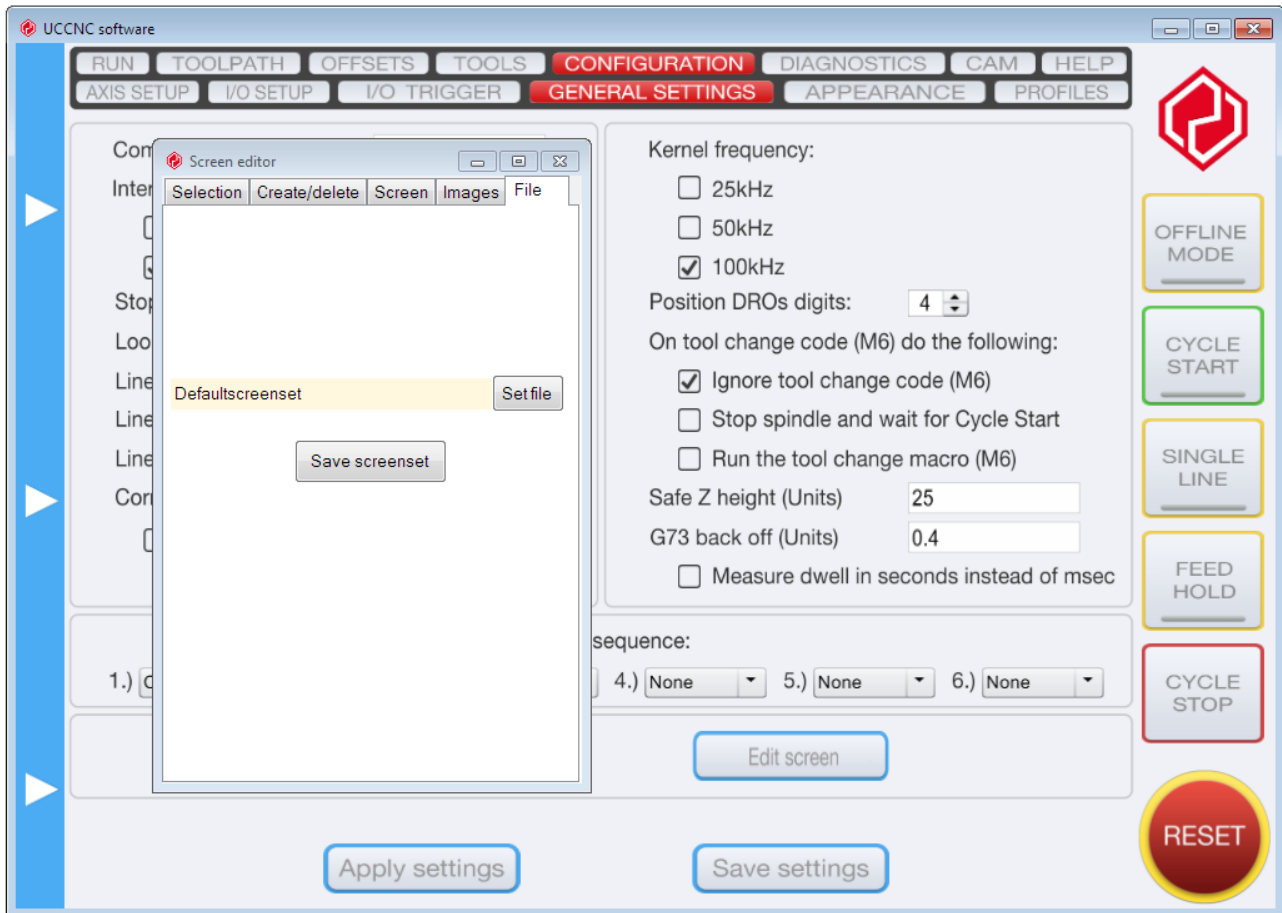 UCCNC software
RUN TOOLPATH OFFSETS TOOLS CONFIGURATION DIAGNOSTICS CAM HELP
AXIS SETUP I/O SETUP I/O TRIGGER GENERAL SETTINGS APPEARANCE PROFILES
Screen editor
Selection Create/delete Screen Images File
Defaultscreenset Set file
Save screenset
Kernel frequency:
25kHz
50kHz
100kHz
Position DROs digits: 4
On tool change code (M6) do the following:
Ignore tool change code (M6)
Stop spindle and wait for Cycle Start
Run the tool change macro (M6)
Safe Z height (Units) 25
G73 back off (Units) 0.4
Measure dwell in seconds instead of msec
sequence:
1.) 4.) None 5.) None 6.) None
Edit screen
Apply settings Save settings
OFFLINE
MODE
CYCLE
START
SINGLE
LINE
FEED
HOLD
CYCLE
STOP
RESET